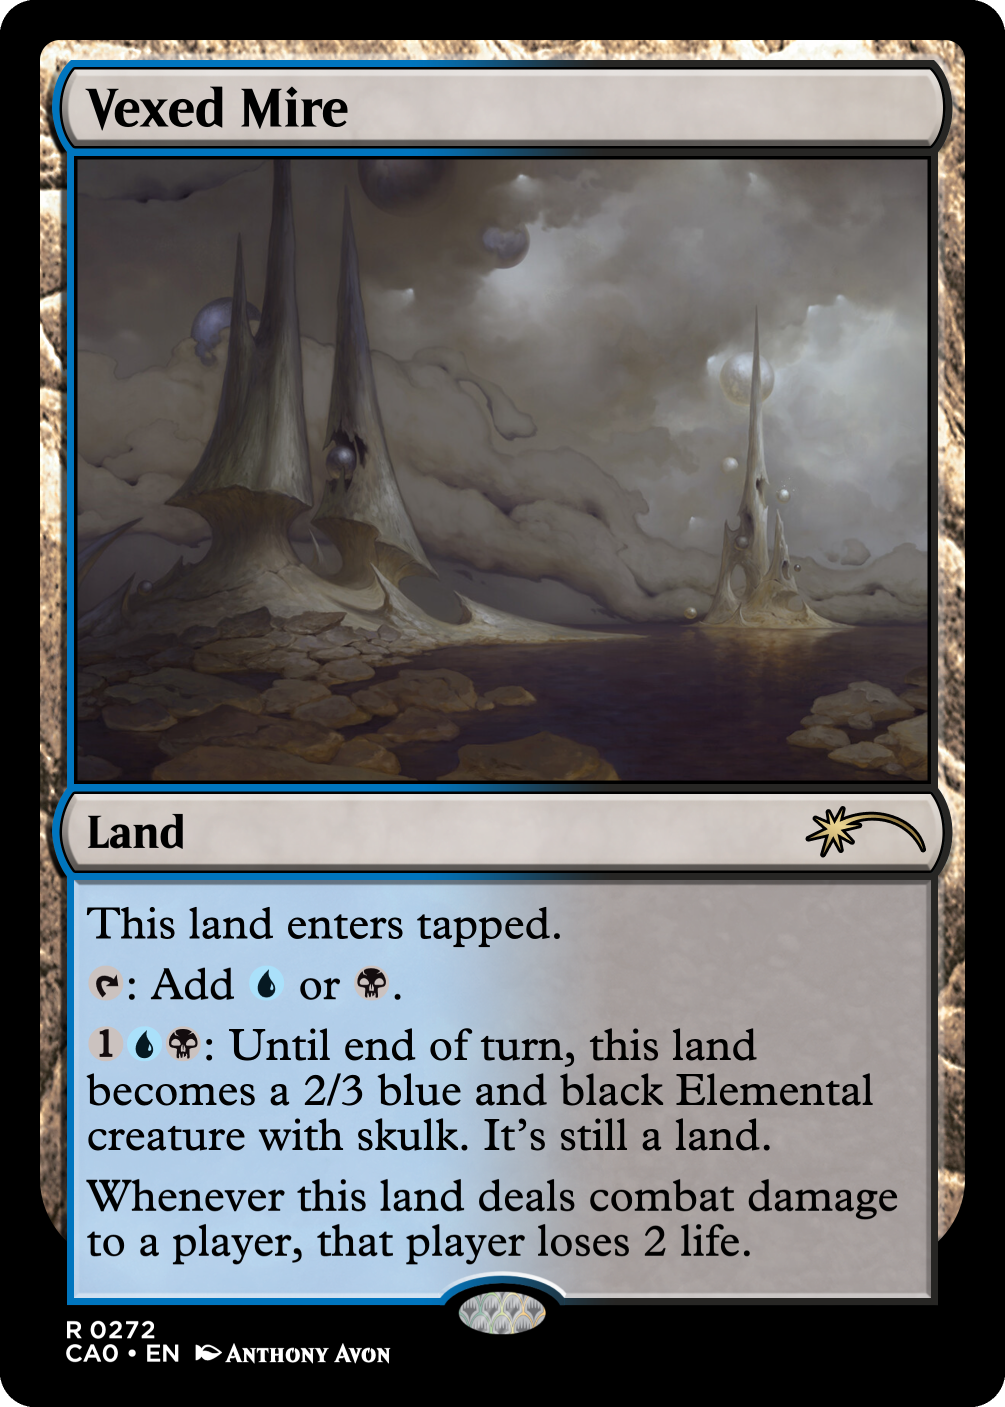 Vexed Mire
Land
This land enters tapped.
: Add or .
1 : Until end of turn, this land
becomes a 2/3 blue and black Elemental
creature with skulk. It's still a land.
Whenever this land deals combat damage
to a player, that player loses 2 life.
R 0272
CAO • EN Anthony Avon